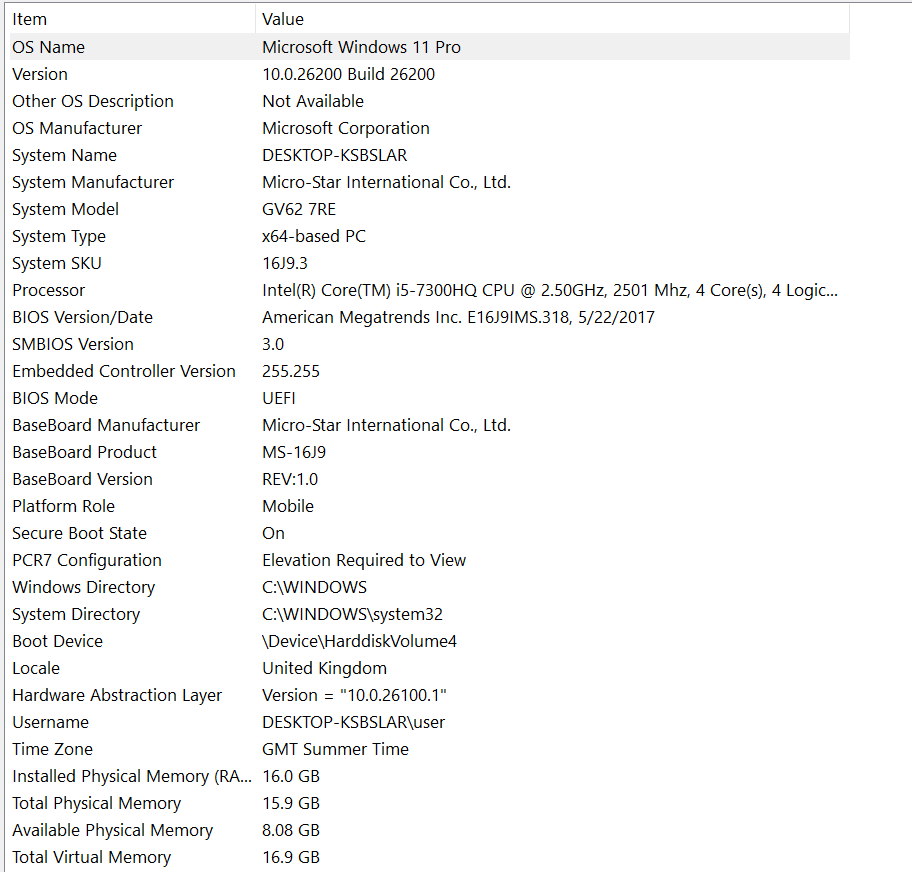 Item Value
OS Name Microsoft Windows 11 Pro
Version 10.0.26200 Build 26200
Other OS Description Not Available
OS Manufacturer Microsoft Corporation
System Name DESKTOP-KSBSLAR
System Manufacturer Micro-Star International Co., Ltd.
System Model GV62 7RE
System Type x64-based PC
System SKU 16J9.3
Processor Intel(R) Core(TM) i5-7300HQ CPU @ 2.50GHz, 2501 Mhz, 4 Core(s), 4 Logic...
BIOS Version/Date American Megatrends Inc. E16J9IMS.318, 5/22/2017
SMBIOS Version 3.0
Embedded Controller Version 255.255
BIOS Mode UEFI
BaseBoard Manufacturer Micro-Star International Co., Ltd.
BaseBoard Product MS-16J9
BaseBoard Version REV:1.0
Platform Role Mobile
Secure Boot State On
PCR7 Configuration Elevation Required to View
Windows Directory C:\WINDOWS
System Directory C:\WINDOWS\system32
Boot Device \Device\HarddiskVolume4
Locale United Kingdom
Hardware Abstraction Layer Version = "10.0.26100.1"
Username DESKTOP-KSBSLAR\user
Time Zone GMT Summer Time
Installed Physical Memory (RA... 16.0 GB
Total Physical Memory 15.9 GB
Available Physical Memory 8.08 GB
Total Virtual Memory 16.9 GB